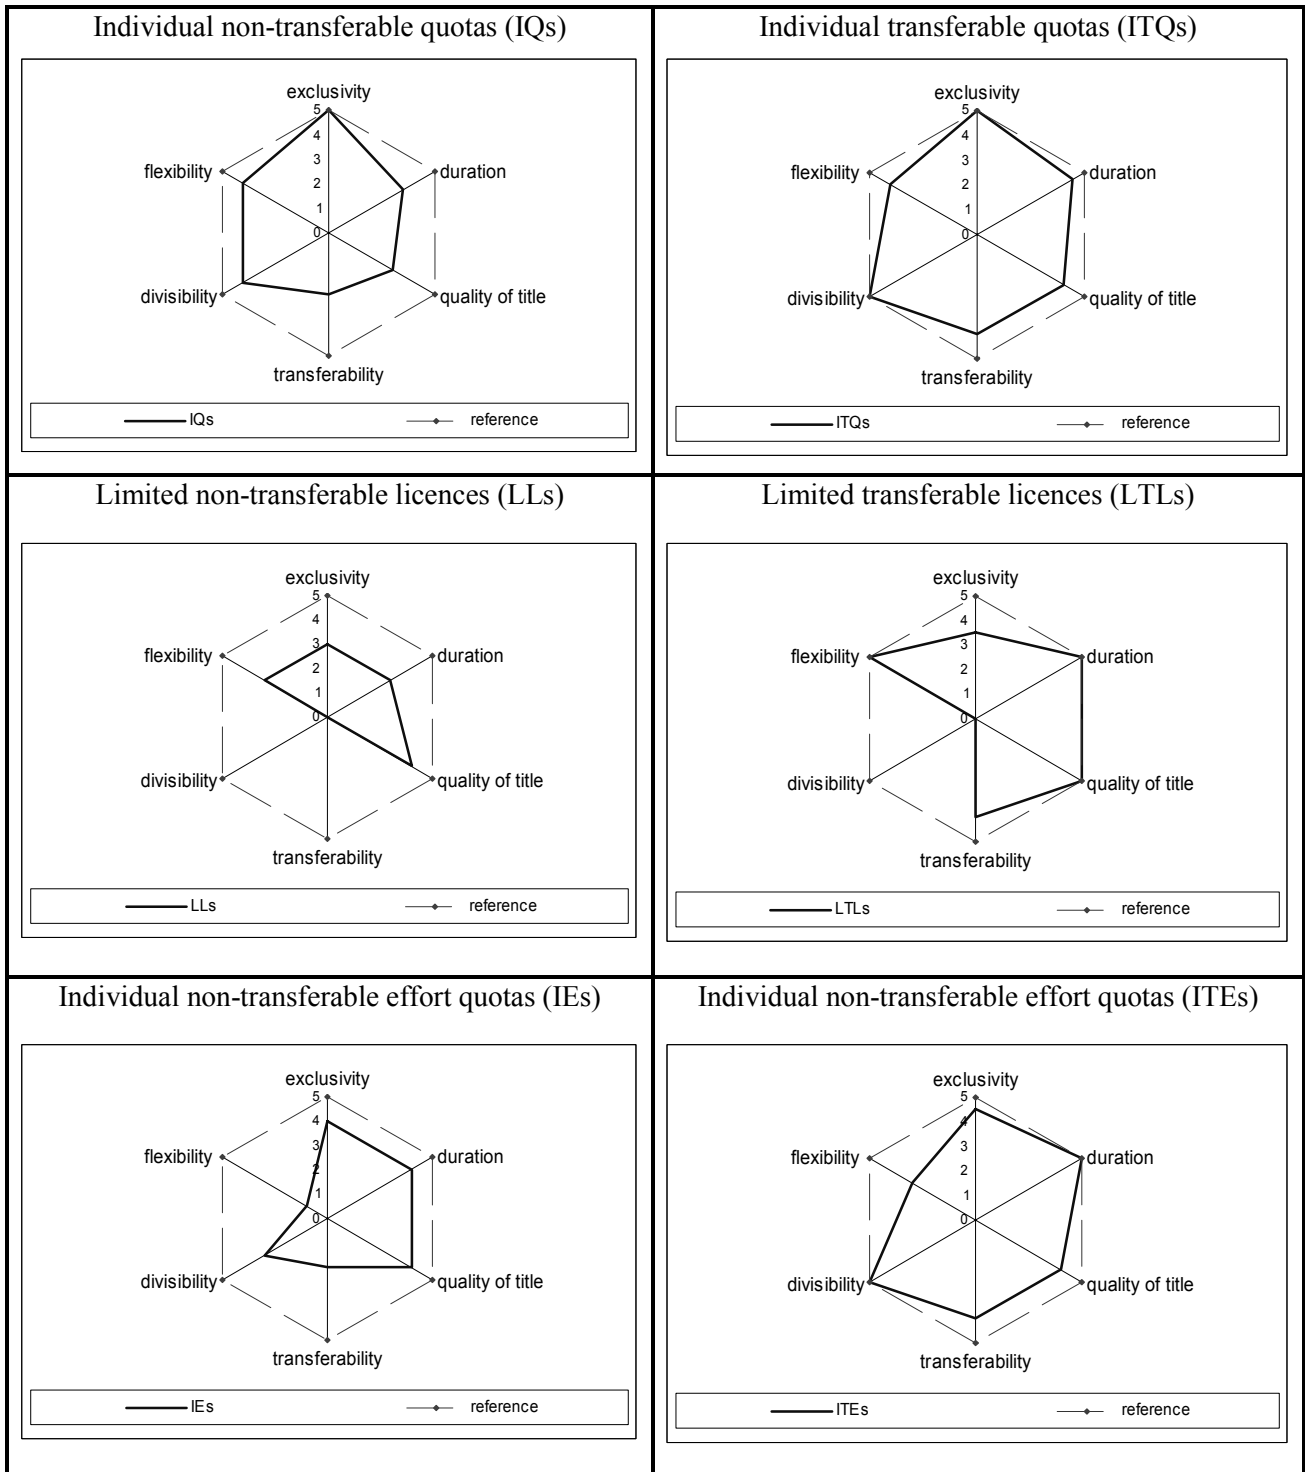 Individual non-transferable quotas (IQs)
exclusivity
5
4
3
2
1
0
flexibility
duration
divisibility
quality of title
transferability
IQs
reference
Individual transferable quotas (ITQs)
exclusivity
5
4
3
2
1
0
flexibility
duration
divisibility
quality of title
transferability
ITQs
reference
Limited non-transferable licences (LLs)
exclusivity
5
4
3
2
1
0
flexibility
duration
divisibility
quality of title
transferability
LLs
reference
Limited transferable licences (LTLs)
exclusivity
5
4
3
2
1
0
flexibility
duration
divisibility
quality of title
transferability
LTLs
reference
Individual non-transferable effort quotas (IEs)
exclusivity
5
4
3
2
1
0
flexibility
duration
divisibility
quality of title
transferability
IEs
reference
Individual non-transferable effort quotas (ITEs)
exclusivity
5
4
3
2
1
0
flexibility
duration
divisibility
quality of title
transferability
ITEs
reference